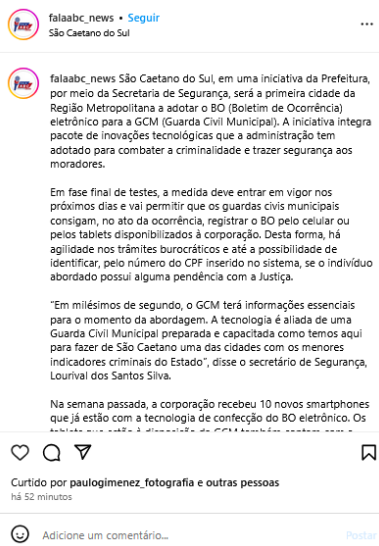 falaabc_news • Seguir
São Caetano do Sul
falaabc_news São Caetano do Sul, em uma iniciativa da Prefeitura,
por meio da Secretaria de Segurança, será a primeira cidade da
Região Metropolitana a adotar o BO (Boletim de Ocorrência)
eletrônico para a GCM (Guarda Civil Municipal). A iniciativa integra
pacote de inovações tecnológicas que a administração tem
adotado para combater a criminalidade e trazer segurança aos
moradores.
Em fase final de testes, a medida deve entrar em vigor nos
próximos dias e vai permitir que os guardas civis municipais
consigam, no ato da ocorrência, registrar o BO pelo celular ou
pelos tablets disponibilizados à corporação. Desta forma, há
agilidade nos trâmites burocráticos e até a possibilidade de
identificar, pelo número do CPF inserido no sistema, se o indivíduo
abordado possui alguma pendência com a Justiça.
"Em milésimos de segundo, o GCM terá informações essenciais
para o momento da abordagem. A tecnologia é aliada de uma
Guarda Civil Municipal preparada e capacitada como temos aqui
para fazer de São Caetano uma das cidades com os menores
indicadores criminais do Estado", disse o secretário de Segurança,
Lourival dos Santos Silva.
Na semana passada, a corporação recebeu 10 novos smartphones
que já estão com a tecnologia de confecção do BO eletrônico. Os
tablets que estão à disposição da GCM também contam com a
Curtido por paulogimenez_fotografia e outras pessoas
há 52 minutos
Adicione um comentário...
Postar